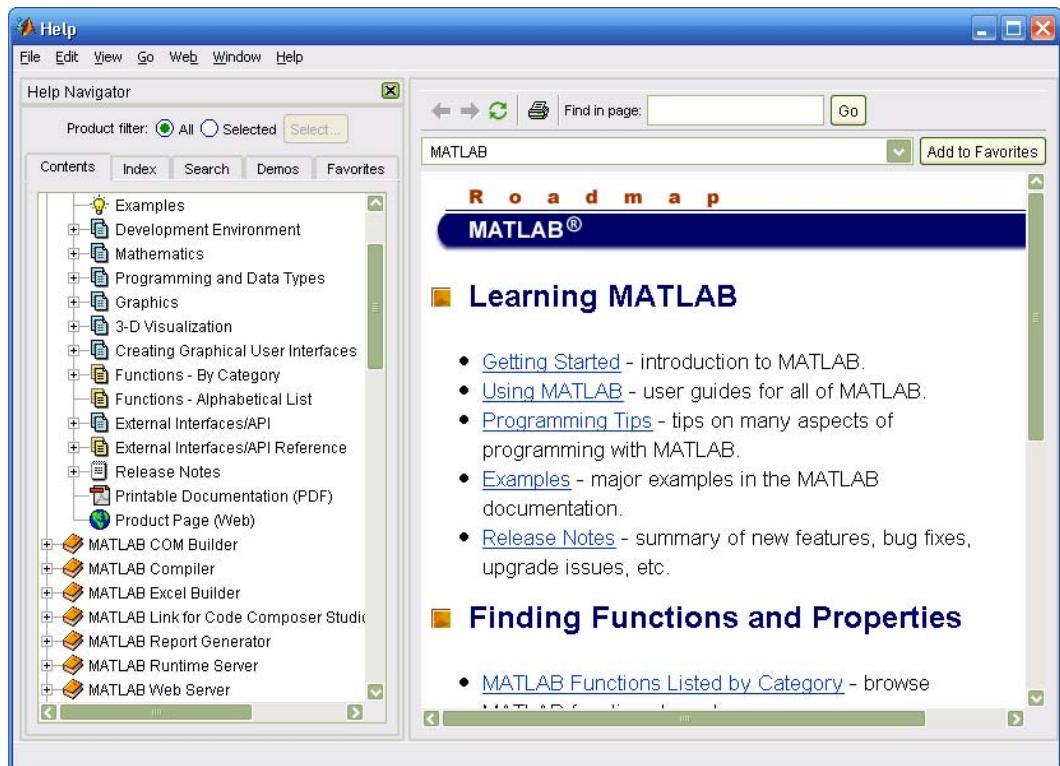 Help
File Edit View Go Web Window Help
Help Navigator
Product filter: All Selected Select...
Contents Index Search Demos Favorites
Examples
Development Environment
Mathematics
Programming and Data Types
Graphics
3-D Visualization
Creating Graphical User Interfaces
Functions - By Category
Functions - Alphabetical List
External Interfaces/API
External Interfaces/API Reference
Release Notes
Printable Documentation (PDF)
Product Page (Web)
MATLAB COM Builder
MATLAB Compiler
MATLAB Excel Builder
MATLAB Link for Code Composer Studio
MATLAB Report Generator
MATLAB Runtime Server
MATLAB Web Server
Find in page: Go
MATLAB Add to Favorites
Roadmap
MATLAB®
Learning MATLAB
Getting Started - introduction to MATLAB.
Using MATLAB - user guides for all of MATLAB.
Programming Tips - tips on many aspects of
programming with MATLAB.
Examples - major examples in the MATLAB
documentation.
Release Notes - summary of new features, bug fixes,
upgrade issues, etc.
Finding Functions and Properties
MATLAB Functions Listed by Category - browse